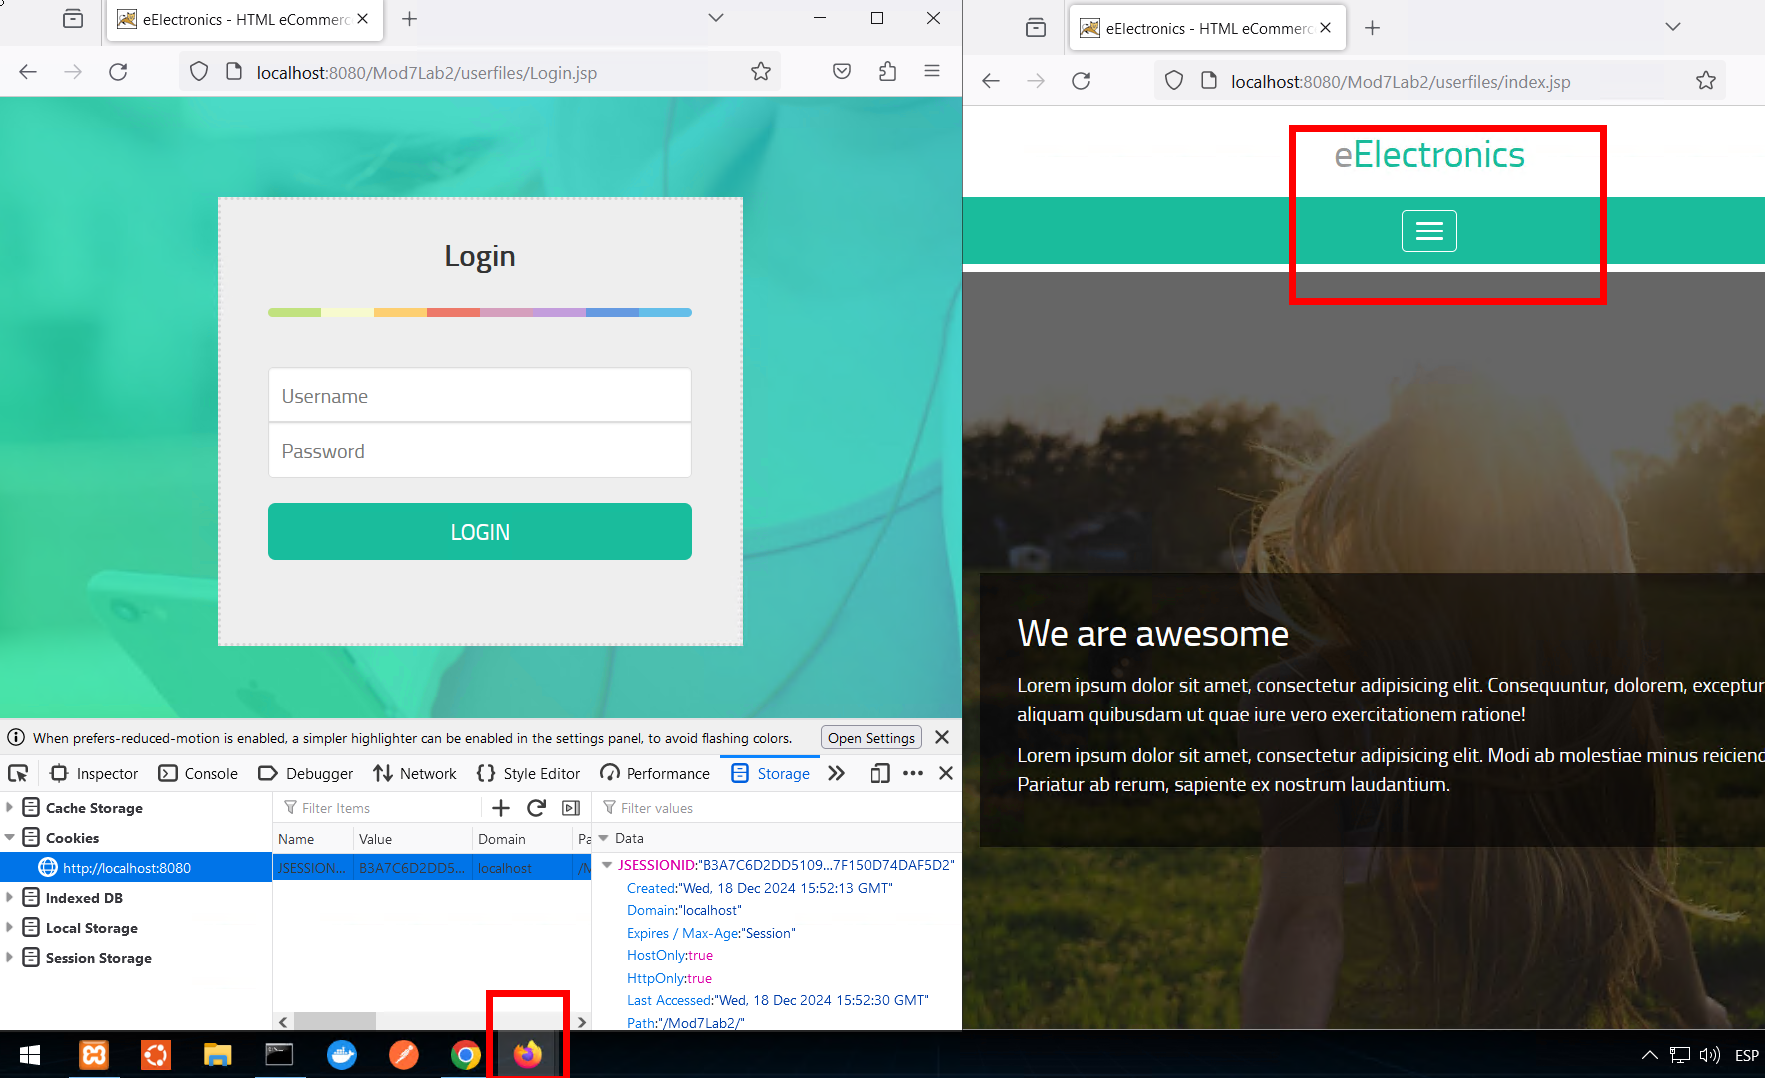 eElectronics - HTML eCommerc
localhost:8080/Mod7Lab2/userfiles/Login.jsp
Login
Username
Password
LOGIN
When prefers-reduced-motion is enabled, a simpler highlighter can be enabled in the settings panel, to avoid flashing colors.
Open Settings
Inspector
Console
Debugger
Network
Style Editor
Performance
Storage
Cache Storage
Cookies
http://localhost:8080
Indexed DB
Local Storage
Session Storage
Filter Items
Name Value Domain Pa
JSESSION... B3A7C6D2DD5... localhost /M
Filter values
Data
JSESSIONID:"B3A7C6D2DD5109...7F150D74DAF5D2"
Created:"Wed, 18 Dec 2024 15:52:13 GMT"
Domain:"localhost"
Expires / Max-Age:"Session"
HostOnly:true
HttpOnly:true
Last Accessed:"Wed, 18 Dec 2024 15:52:30 GMT"
Path:"/Mod7Lab2/"
eElectronics - HTML eCommerc
localhost:8080/Mod7Lab2/userfiles/index.jsp
eElectronics
We are awesome
Lorem ipsum dolor sit amet, consectetur adipisicing elit. Consequuntur, dolorem, exceptur
aliquam quibusdam ut quae iure vero exercitationem ratione!
Lorem ipsum dolor sit amet, consectetur adipisicing elit. Modi ab molestiae minus reiciend
Pariatur ab rerum, sapiente ex nostrum laudantium.
ESP